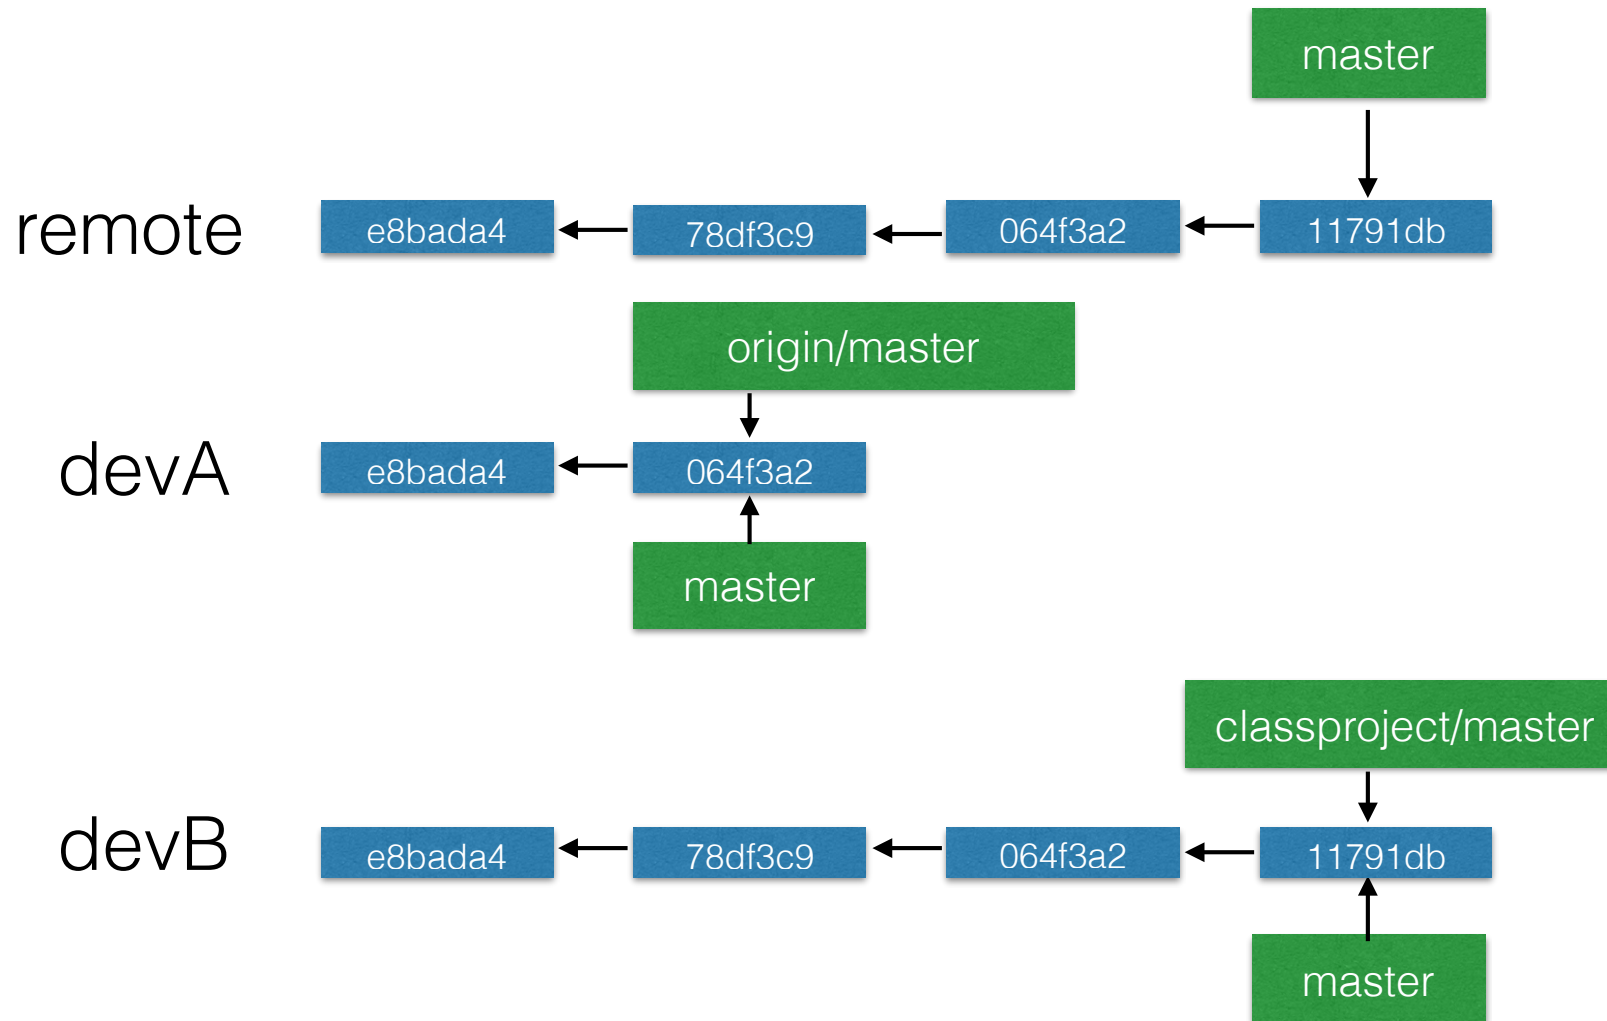 master
remote
e8bada4
78df3c9
064f3a2
11791db
origin/master
devA
e8bada4
064f3a2
master
classproject/master
devB
e8bada4
78df3c9
064f3a2
11791db
master